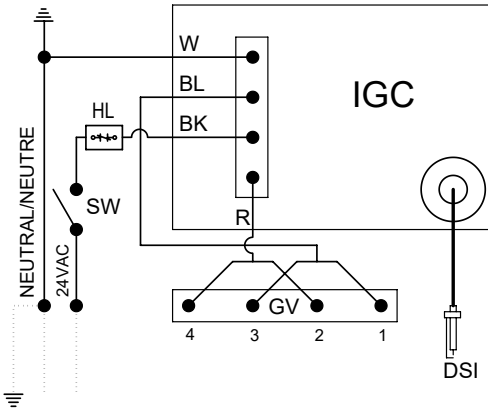 W
BL
IGC
HL
BK
NEUTRAL/NEUTRE
SW
24VAC
R
GV
4 3 2 1
DSI